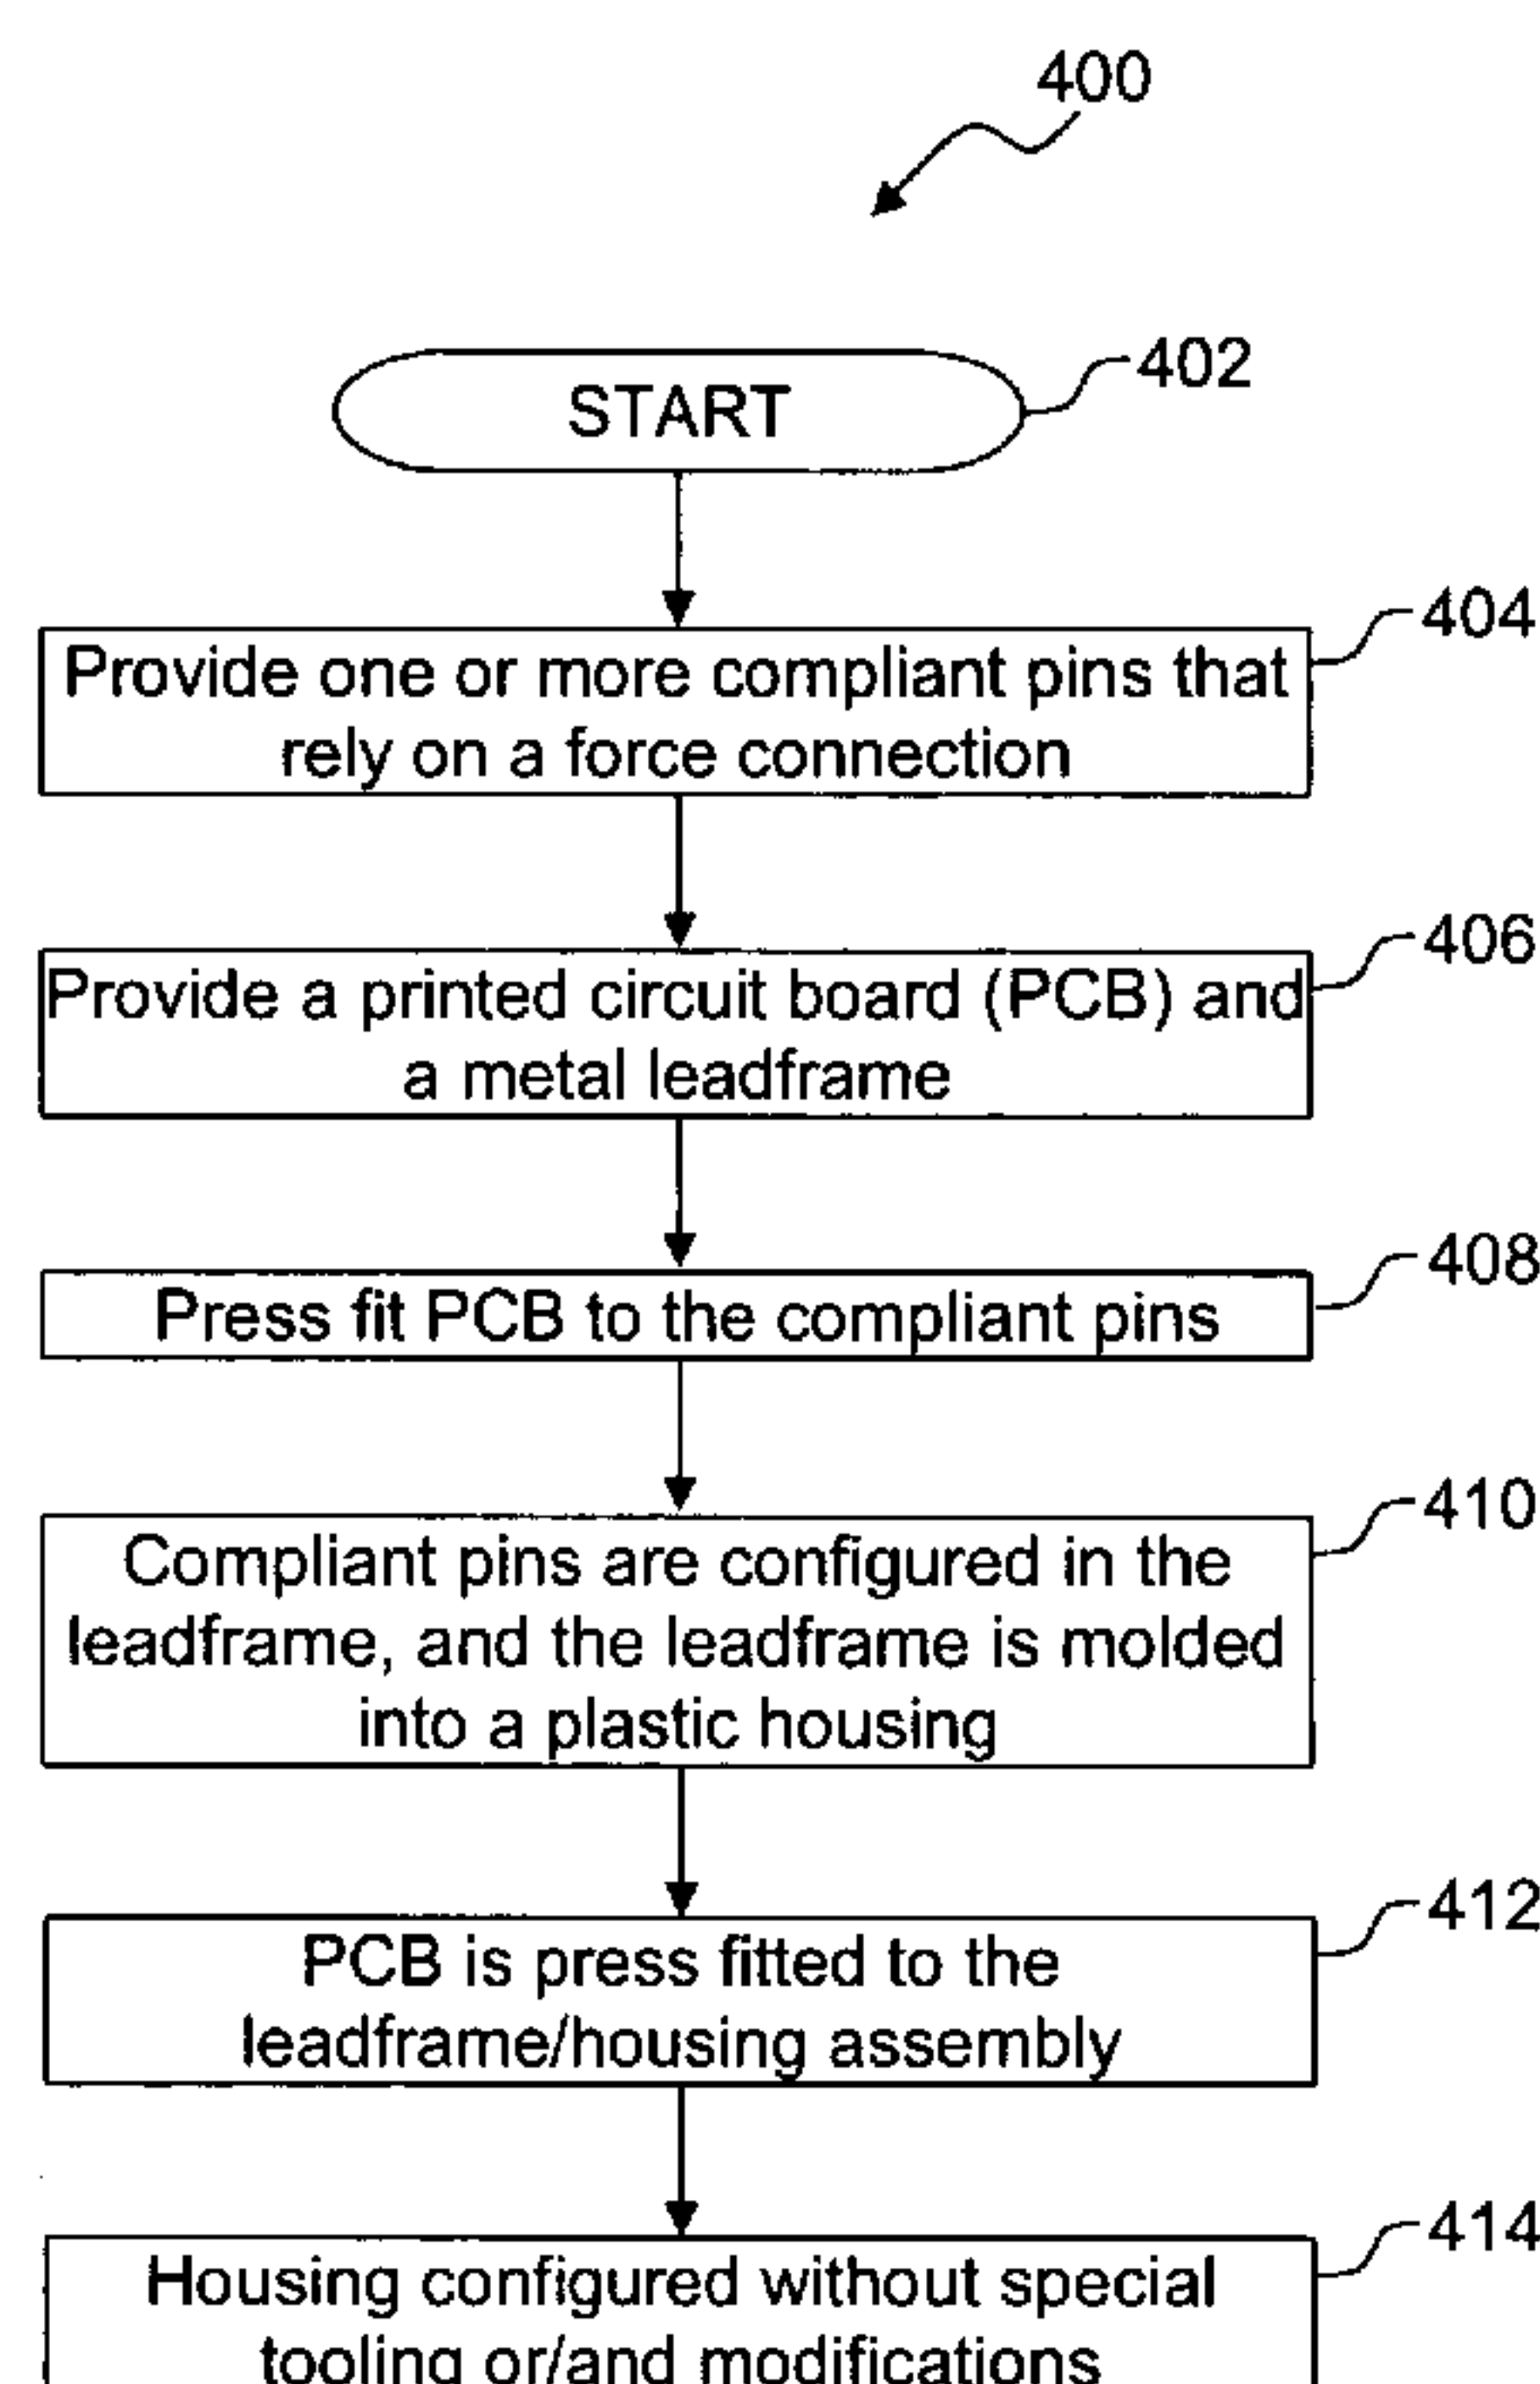 400
START
402
Provide one or more compliant pins that
rely on a force connection
404
Provide a printed circuit board (PCB) and
a metal leadframe
406
Press fit PCB to the compliant pins
408
Compliant pins are configured in the
leadframe, and the leadframe is molded
into a plastic housing
410
PCB is press fitted to the
leadframe/housing assembly
412
Housing configured without special
tooling or/and modifications
414